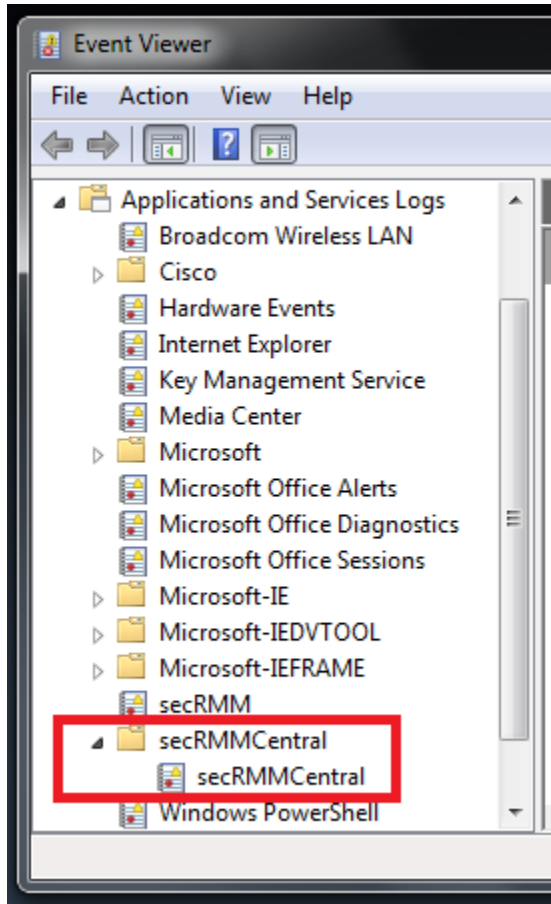 Event Viewer
File Action View Help
Applications and Services Logs
Broadcom Wireless LAN
Cisco
Hardware Events
Internet Explorer
Key Management Service
Media Center
Microsoft
Microsoft Office Alerts
Microsoft Office Diagnostics
Microsoft Office Sessions
Microsoft-IE
Microsoft-IEDVTOOL
Microsoft-IEFRAME
secRMM
secRMMCentral
secRMMCentral
Windows PowerShell